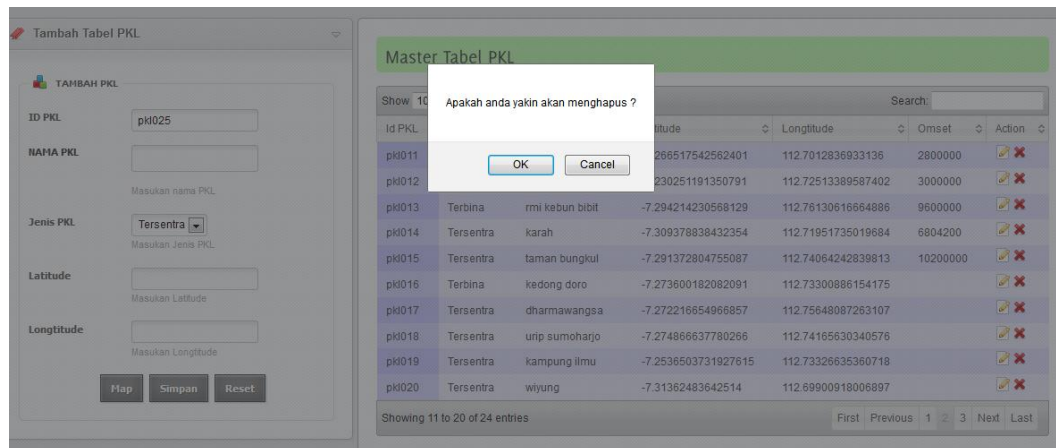 Tambah Tabel PKL
TAMBAH PKL
ID PKL pkl025
NAMA PKL
Masukan nama PKL
Jenis PKL Tersentra
Masukan Jenis PKL
Latitude
Masukan Latitude
Longtitude
Masukan Longtitude
Map Simpan Reset
Master Tabel PKL
Show 10 Search:
Id PKL titude Longtitude Omset Action
pkl011 266517542562401 112.7012836933136 2800000
pkl012 230251191350791 112.72513389587402 3000000
pkl013 Terbina rmi kebun bibit -7.294214230568129 112.76130616664886 9600000
pkl014 Tersentra karah -7.309378838432354 112.71951735019684 6804200
pkl015 Tersentra taman bungkul -7.291372804755087 112.74064242839813 10200000
pkl016 Terbina kedong doro -7.273600182082091 112.73300886154175
pkl017 Tersentra dharmawangsa -7.272216654966857 112.75648087263107
pkl018 Tersentra urip sumoharjo -7.274866637780266 112.74165630340576
pkl019 Tersentra kampung ilmu -7.2536503731927615 112.73326635360718
pkl020 Tersentra wiyung -7.31362483642514 112.69900918006897
Showing 11 to 20 of 24 entries First Previous 1 2 3 Next Last
Apakah anda yakin akan menghapus ?
OK Cancel